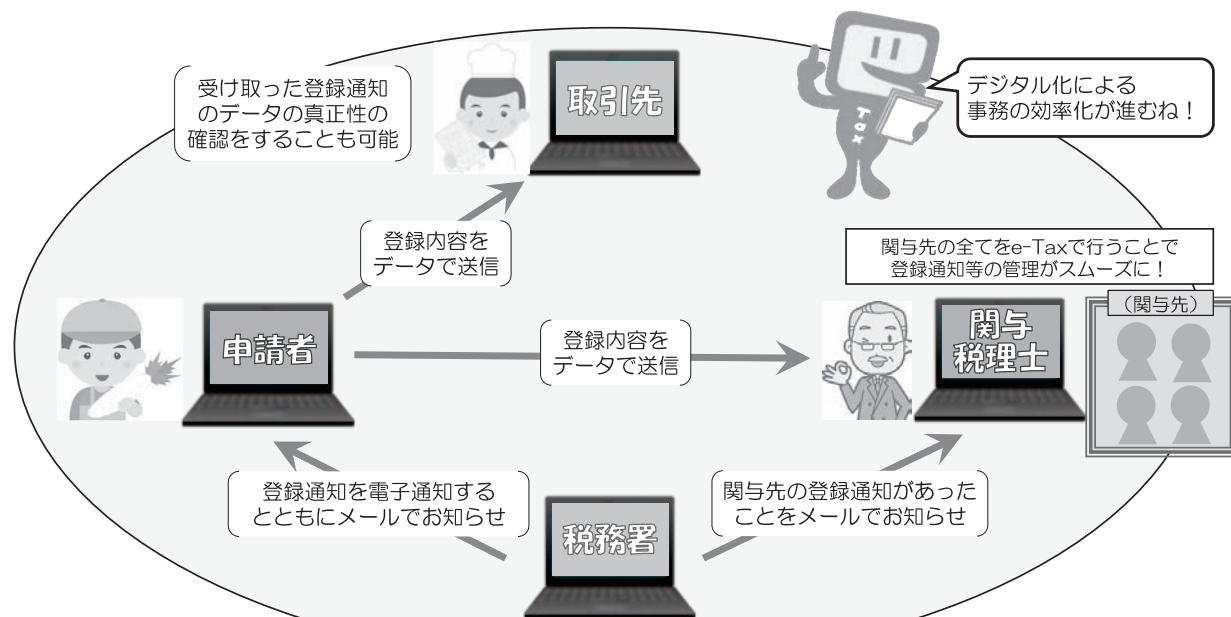 受け取った登録通知
のデータの真正性の
確認をすることも可能
取引先
Tax
デジタル化による
事務の効率化が進むね！
登録内容を
データで送信
関与先の全てをe-Taxで行うことで
登録通知等の管理がスムーズに！
申請者
登録内容を
データで送信
関与
税理士
（関与先）
登録通知を電子通知する
とともにメールでお知らせ
関与先の登録通知があった
ことをメールでお知らせ
税務署